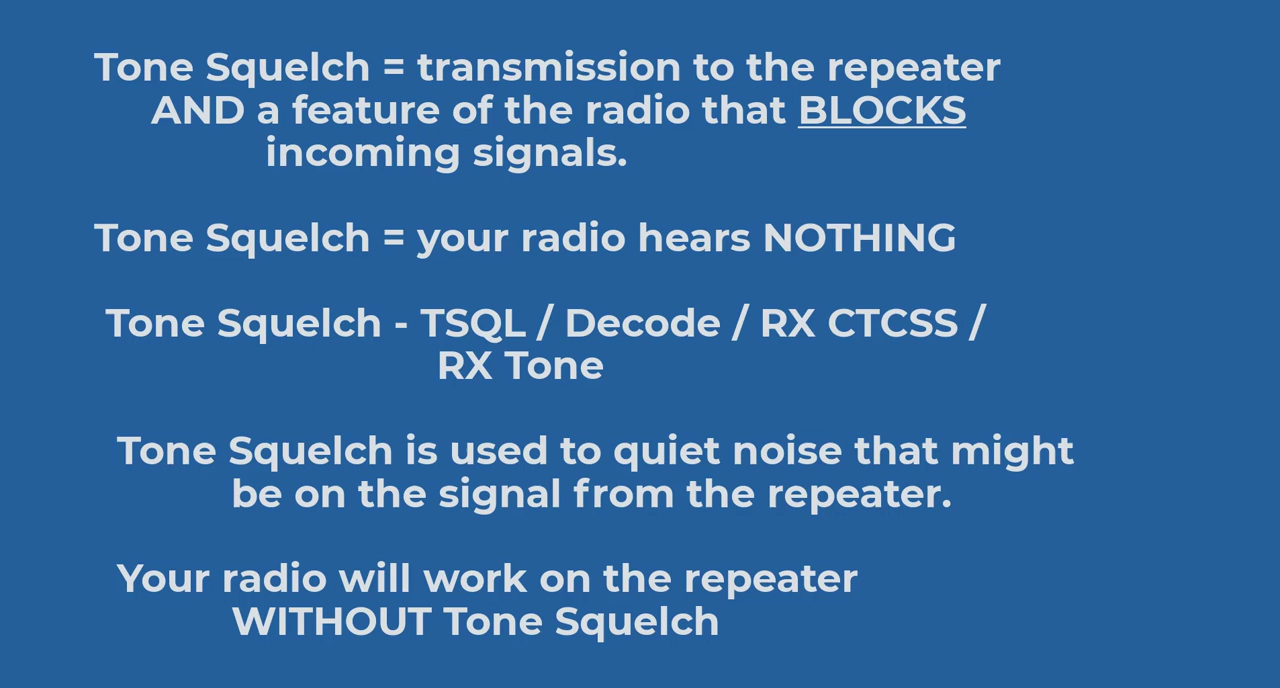 Tone Squelch = transmission to the repeater
AND a feature of the radio that BLOCKS
incoming signals.
Tone Squelch = your radio hears NOTHING
Tone Squelch - TSQL / Decode / RX CTCSS /
RX Tone
Tone Squelch is used to quiet noise that might
be on the signal from the repeater.
Your radio will work on the repeater
WITHOUT Tone Squelch